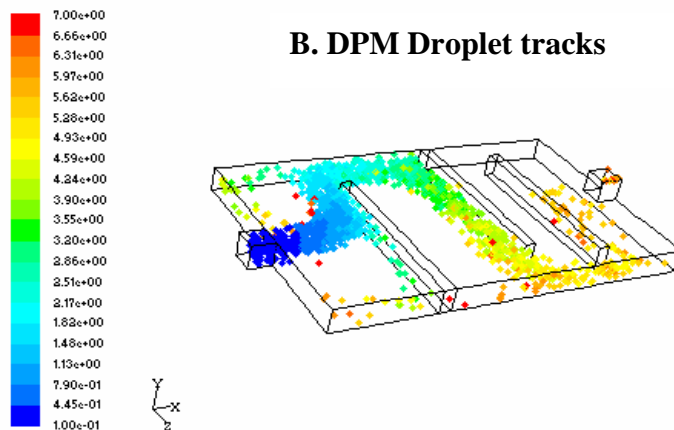 B. DPM Droplet tracks
7.00e+00
6.66e+00
6.31e+00
5.97e+00
5.62e+00
5.28e+00
4.93e+00
4.59e+00
4.24e+00
3.90e+00
3.55e+00
3.20e+00
2.86e+00
2.51e+00
2.17e+00
1.82e+00
1.48e+00
1.13e+00
7.90e-01
4.45e-01
1.00e-01
Y
X
Z